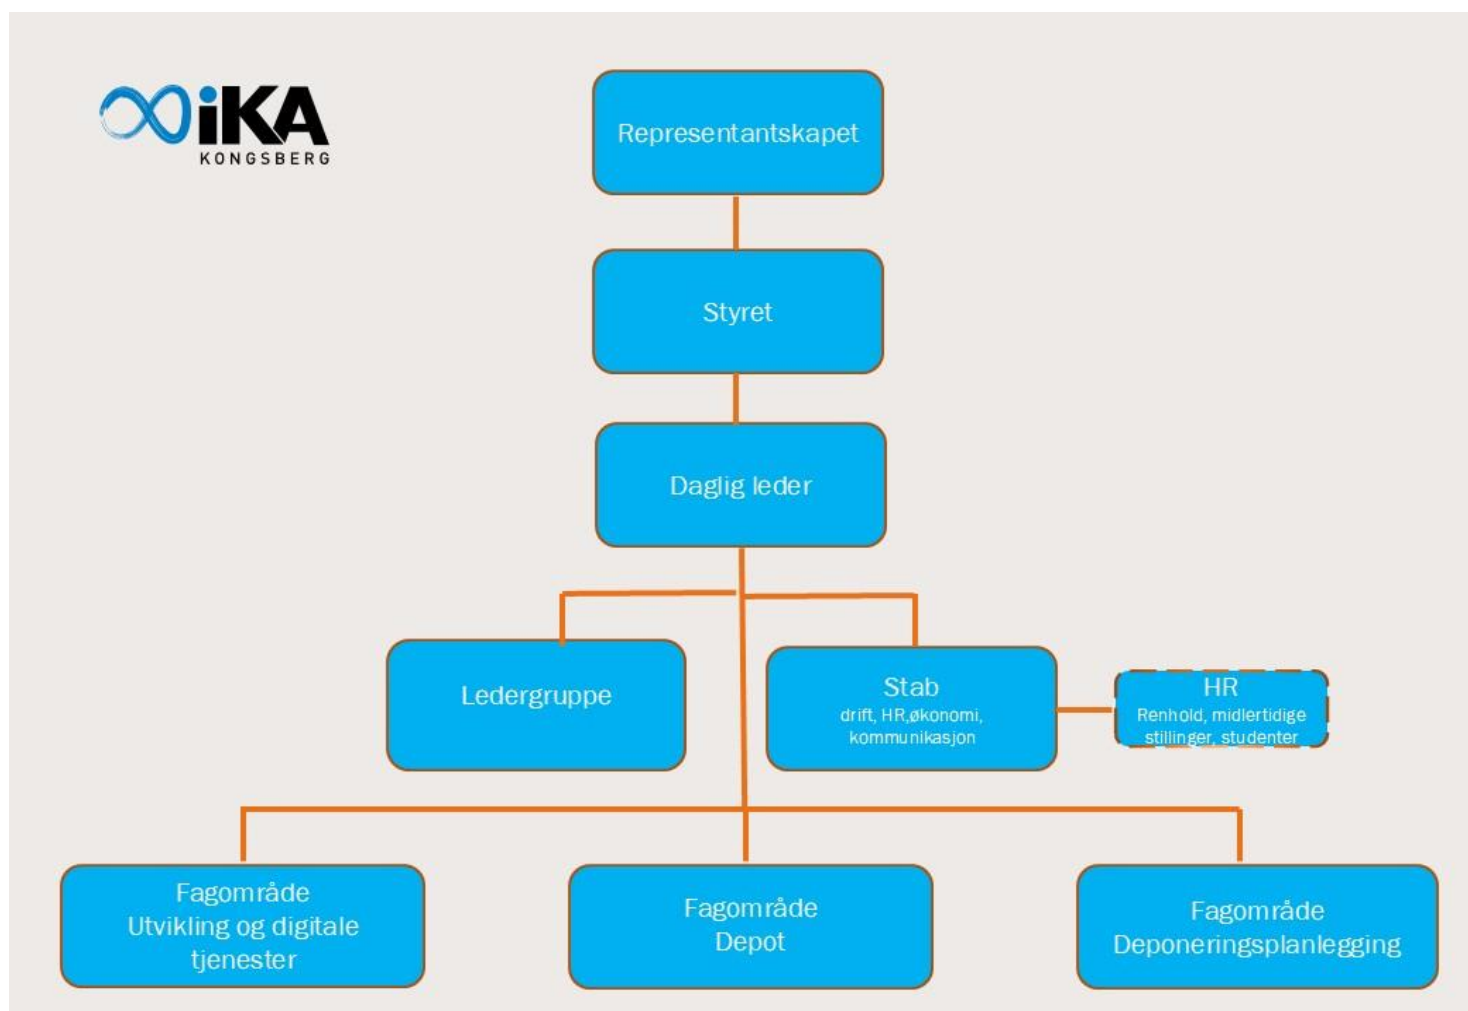 iKA
KONGSBERG
Representantskapet
Styret
Daglig leder
Ledergruppe
Stab
drift, HR,økonomi,
kommunikasjon
HR
Renhold, midlertidige
stillinger, studenter
Fagområde
Utvikling og digitale
tjenester
Fagområde
Depot
Fagområde
Deponeringsplanlegging